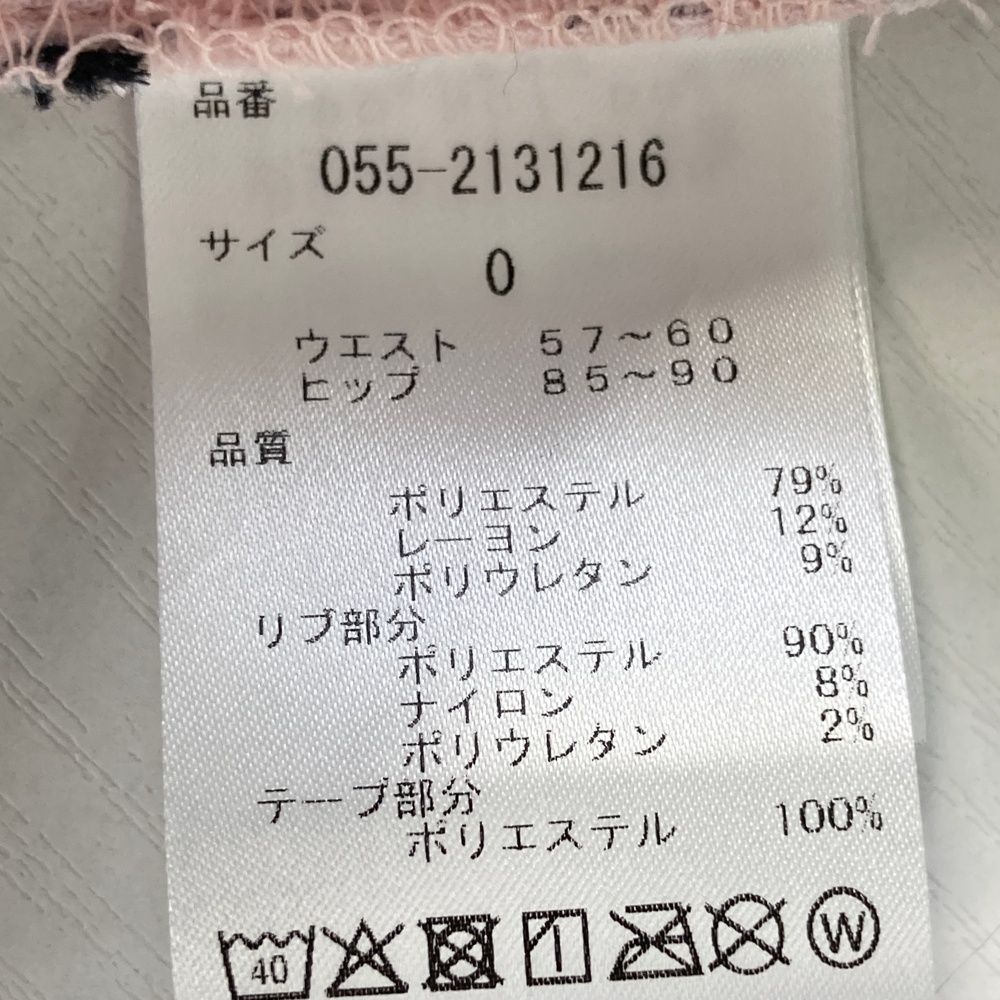 品番
055-2131216
サイズ
0
ウエスト 57～60
ヒップ 85～90
品質
ポリエステル 79%
レーヨン 12%
ポリウレタン 9%
リブ部分
ポリエステル 90%
ナイロン 8%
ポリウレタン 2%
テープ部分
ポリエステル 100%
40 W